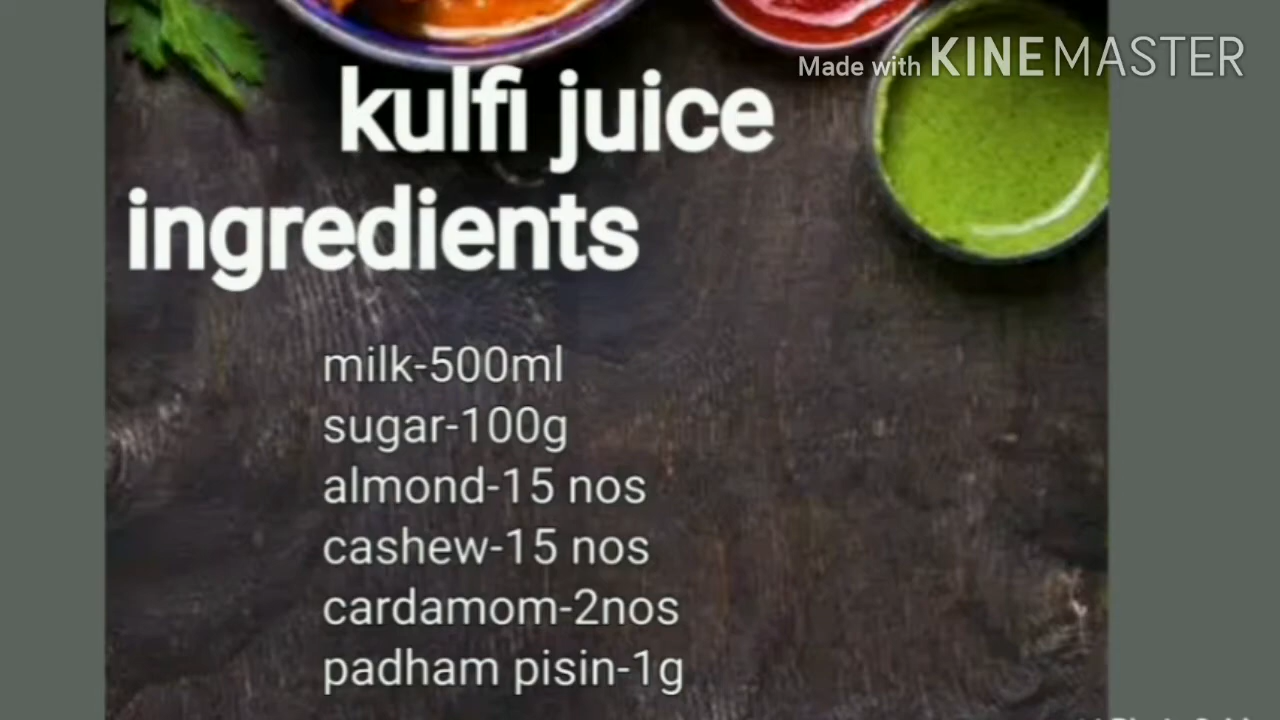 Made with KINEMASTER
kulfi juice
ingredients
milk-500ml
sugar-100g
almond-15 nos
cashew-15 nos
cardamom-2nos
padham pisin-1g